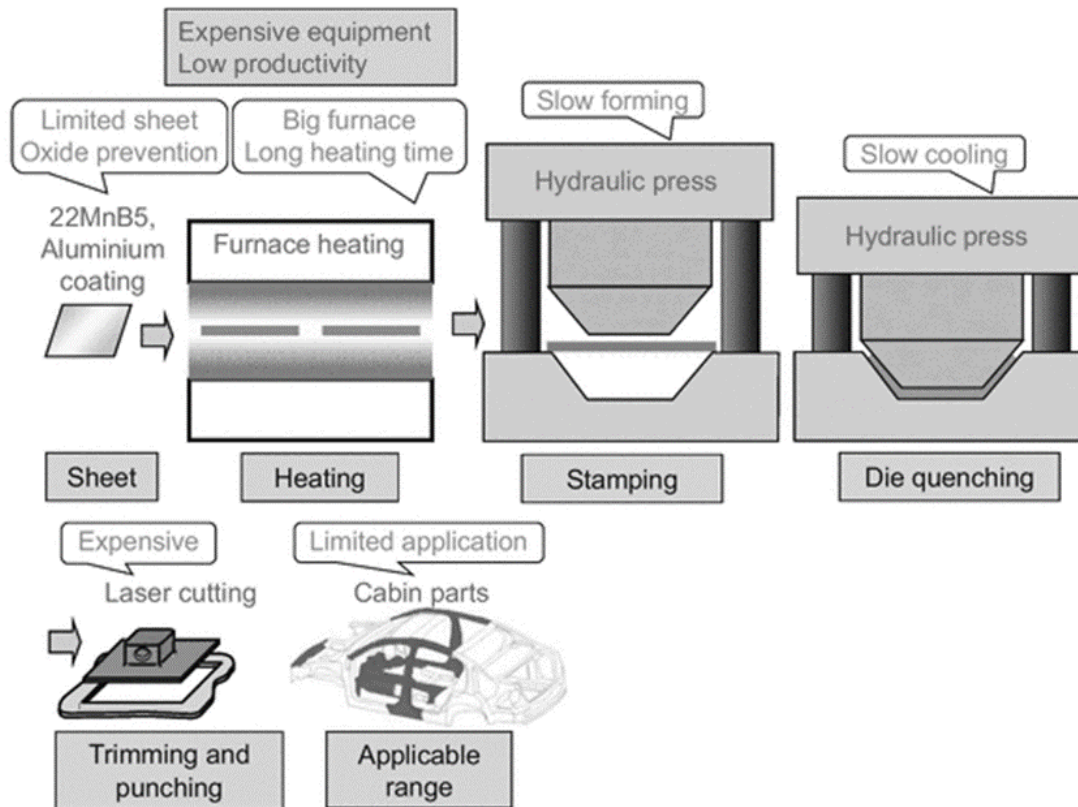 Expensive equipment
Low productivity
Limited sheet
Oxide prevention
Big furnace
Long heating time
Slow forming
Slow cooling
22MnB5,
Aluminium
coating
Furnace heating
Hydraulic press
Hydraulic press
Sheet
Heating
Stamping
Die quenching
Expensive
Laser cutting
Limited application
Cabin parts
Trimming and
punching
Applicable
range